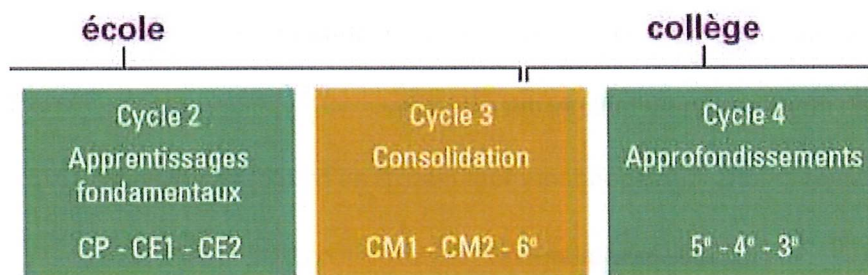 école
collège
Cycle 2
Apprentissages
fondamentaux
CP - CE1 - CE2
Cycle 3
Consolidation
CM1 - CM2 - 6e
Cycle 4
Approfondissements
5e - 4e - 3e